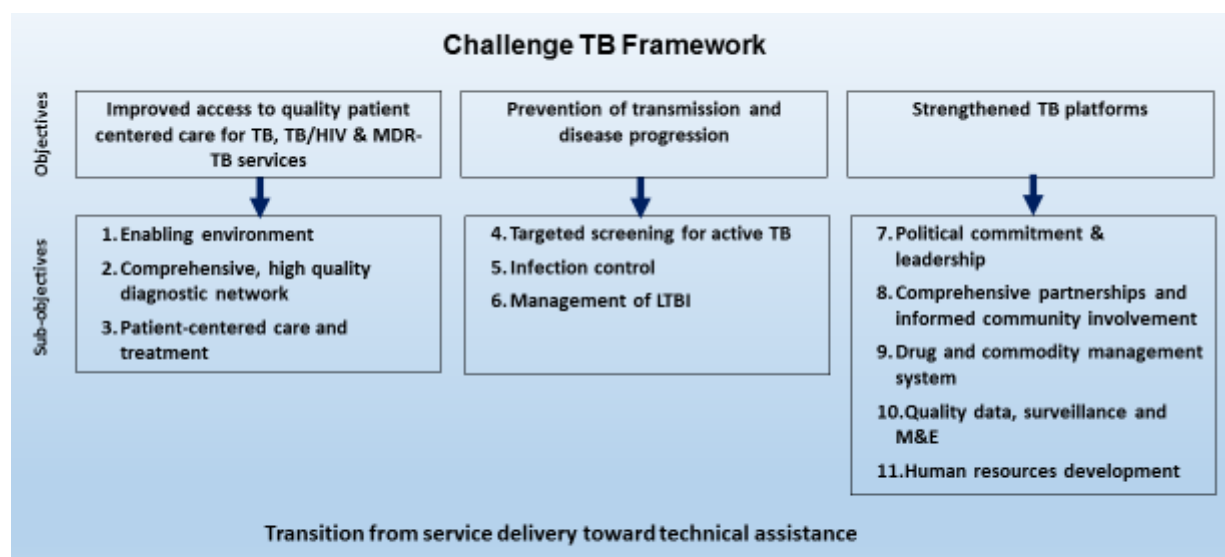 Challenge TB Framework
Objectives
Improved access to quality patient
centered care for TB, TB/HIV & MDR-
TB services
Prevention of transmission and
disease progression
Strengthened TB platforms
Sub-objectives
1. Enabling environment
2. Comprehensive, high quality
diagnostic network
3. Patient-centered care and
treatment
4. Targeted screening for active TB
5. Infection control
6. Management of LTBI
7. Political commitment &
leadership
8. Comprehensive partnerships and
informed community involvement
9. Drug and commodity management
system
10.Quality data, surveillance and
M&E
11.Human resources development
Transition from service delivery toward technical assistance